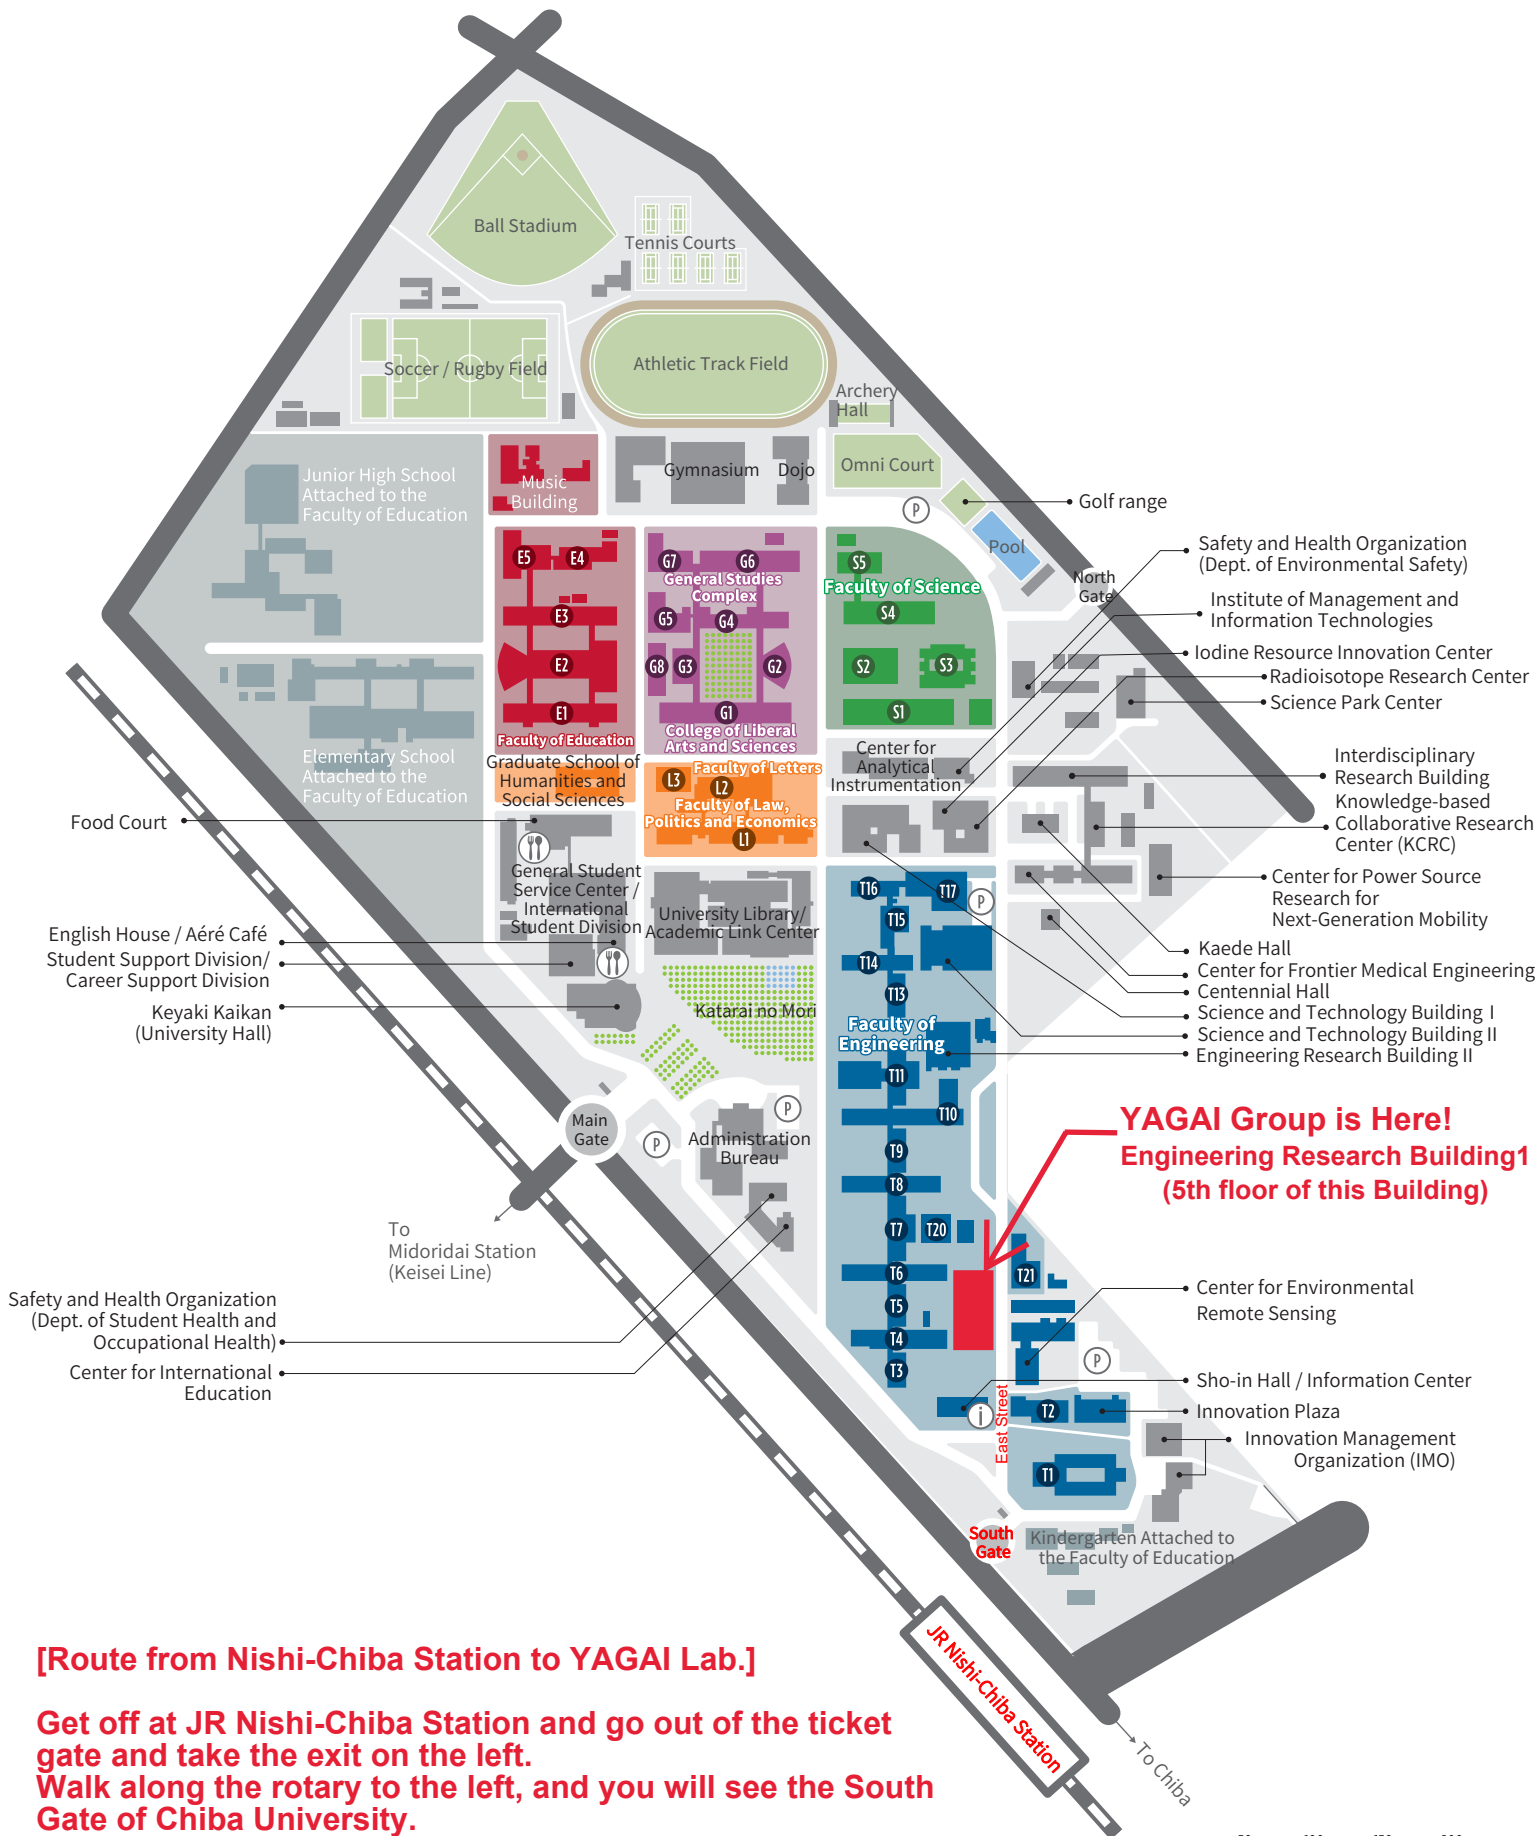 Ball Stadium
Tennis Courts
Soccer / Rugby Field
Athletic Track Field
Archery
Hall
Junior High School
Attached to the
Faculty of Education
Music
Building
Gymnasium
Dojo
Omni Court
P
Golf range
Pool
North
Gate
E5
E4
E3
E2
E1
Faculty of Education
G7
G6
General Studies
Complex
G5
G4
G8
G3
G2
G1
College of Liberal
Arts and Sciences
S5
Faculty of Science
S4
S2
S3
S1
Safety and Health Organization
(Dept. of Environmental Safety)
Institute of Management and
Information Technologies
Iodine Resource Innovation Center
Radioisotope Research Center
Science Park Center
Interdisciplinary
Research Building
Knowledge-based
Collaborative Research
Center (KCRC)
Center for Power Source
Research for
Next-Generation Mobility
Kaede Hall
Center for Frontier Medical Engineering
Centennial Hall
Science and Technology Building I
Science and Technology Building II
Engineering Research Building II
Elementary School
Attached to the
Faculty of Education
Graduate School of
Humanities and
Social Sciences
L3
Faculty of Letters
L2
Faculty of Law,
Politics and Economics
L1
Center for
Analytical
Instrumentation
Food Court
General Student
Service Center /
International
Student Division
University Library/
Academic Link Center
English House / Aéré Café
Student Support Division/
Career Support Division
Keyaki Kaikan
(University Hall)
Katarai no Mori
T16
T17
P
T15
T14
T13
Faculty of
Engineering
T11
T10
T9
T8
T7
T20
T6
T5
T4
T3
T21
Main
Gate
P
P
Administration
Bureau
YAGAI Group is Here!
Engineering Research Building1
(5th floor of this Building)
To
Midoridai Station
(Keisei Line)
Safety and Health Organization
(Dept. of Student Health and
Occupational Health)
Center for International
Education
Center for Environmental
Remote Sensing
P
Sho-in Hall / Information Center
i
East Street
T2
Innovation Plaza
Innovation Management
Organization (IMO)
T1
South
Gate
Kindergarten Attached to
the Faculty of Education
JR Nishi-Chiba Station
To Chiba
[Route from Nishi-Chiba Station to YAGAI Lab.]
Get off at JR Nishi-Chiba Station and go out of the ticket
gate and take the exit on the left.
Walk along the rotary to the left, and you will see the South
Gate of Chiba University.